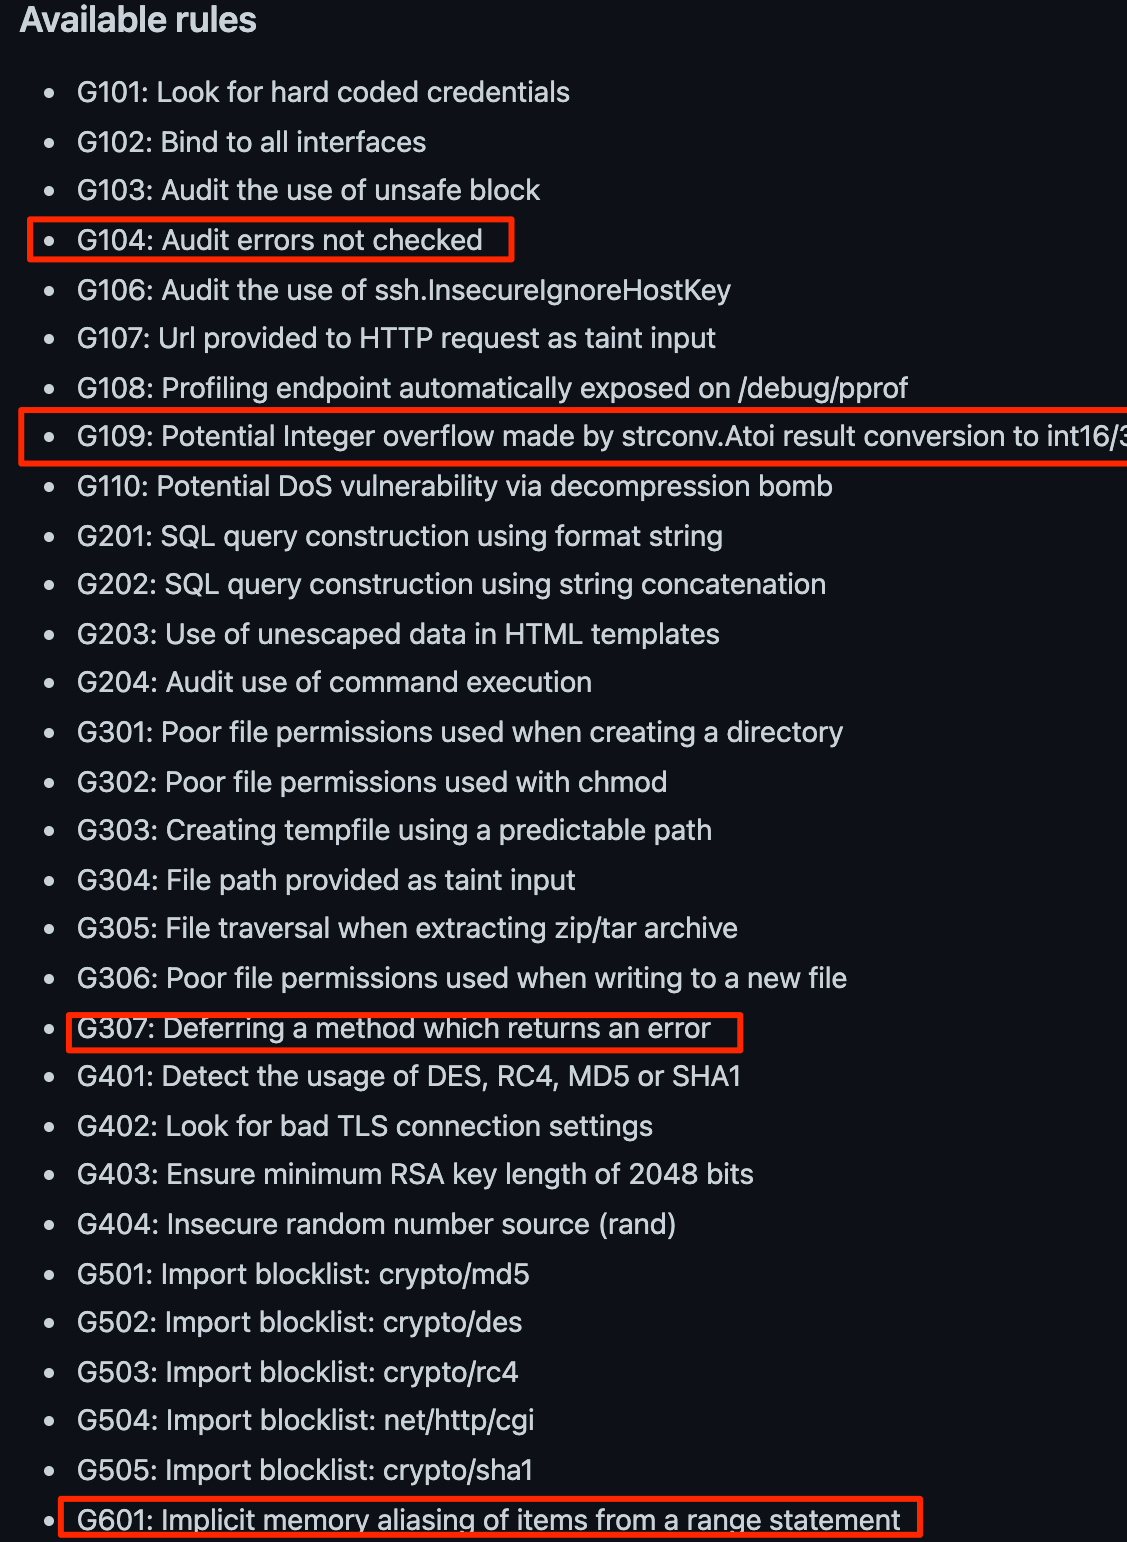 Available rules
• G101: Look for hard coded credentials
• G102: Bind to all interfaces
• G103: Audit the use of unsafe block
• G104: Audit errors not checked
• G106: Audit the use of ssh.InsecureIgnoreHostKey
• G107: Url provided to HTTP request as taint input
• G108: Profiling endpoint automatically exposed on /debug/pprof
• G109: Potential Integer overflow made by strconv.Atoi result conversion to int16/3
• G110: Potential DoS vulnerability via decompression bomb
• G201: SQL query construction using format string
• G202: SQL query construction using string concatenation
• G203: Use of unescaped data in HTML templates
• G204: Audit use of command execution
• G301: Poor file permissions used when creating a directory
• G302: Poor file permissions used with chmod
• G303: Creating tempfile using a predictable path
• G304: File path provided as taint input
• G305: File traversal when extracting zip/tar archive
• G306: Poor file permissions used when writing to a new file
• G307: Deferring a method which returns an error
• G401: Detect the usage of DES, RC4, MD5 or SHA1
• G402: Look for bad TLS connection settings
• G403: Ensure minimum RSA key length of 2048 bits
• G404: Insecure random number source (rand)
• G501: Import blocklist: crypto/md5
• G502: Import blocklist: crypto/des
• G503: Import blocklist: crypto/rc4
• G504: Import blocklist: net/http/cgi
• G505: Import blocklist: crypto/sha1
• G601: Implicit memory aliasing of items from a range statement